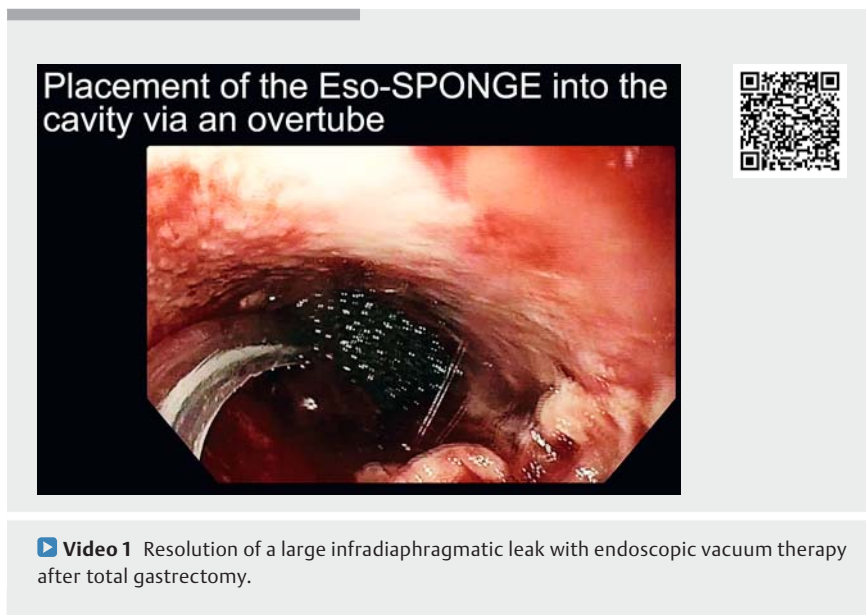 Placement of the Eso-SPONGE into the
cavity via an overtube
Video 1 Resolution of a large infradiaphragmatic leak with endoscopic vacuum therapy
after total gastrectomy.